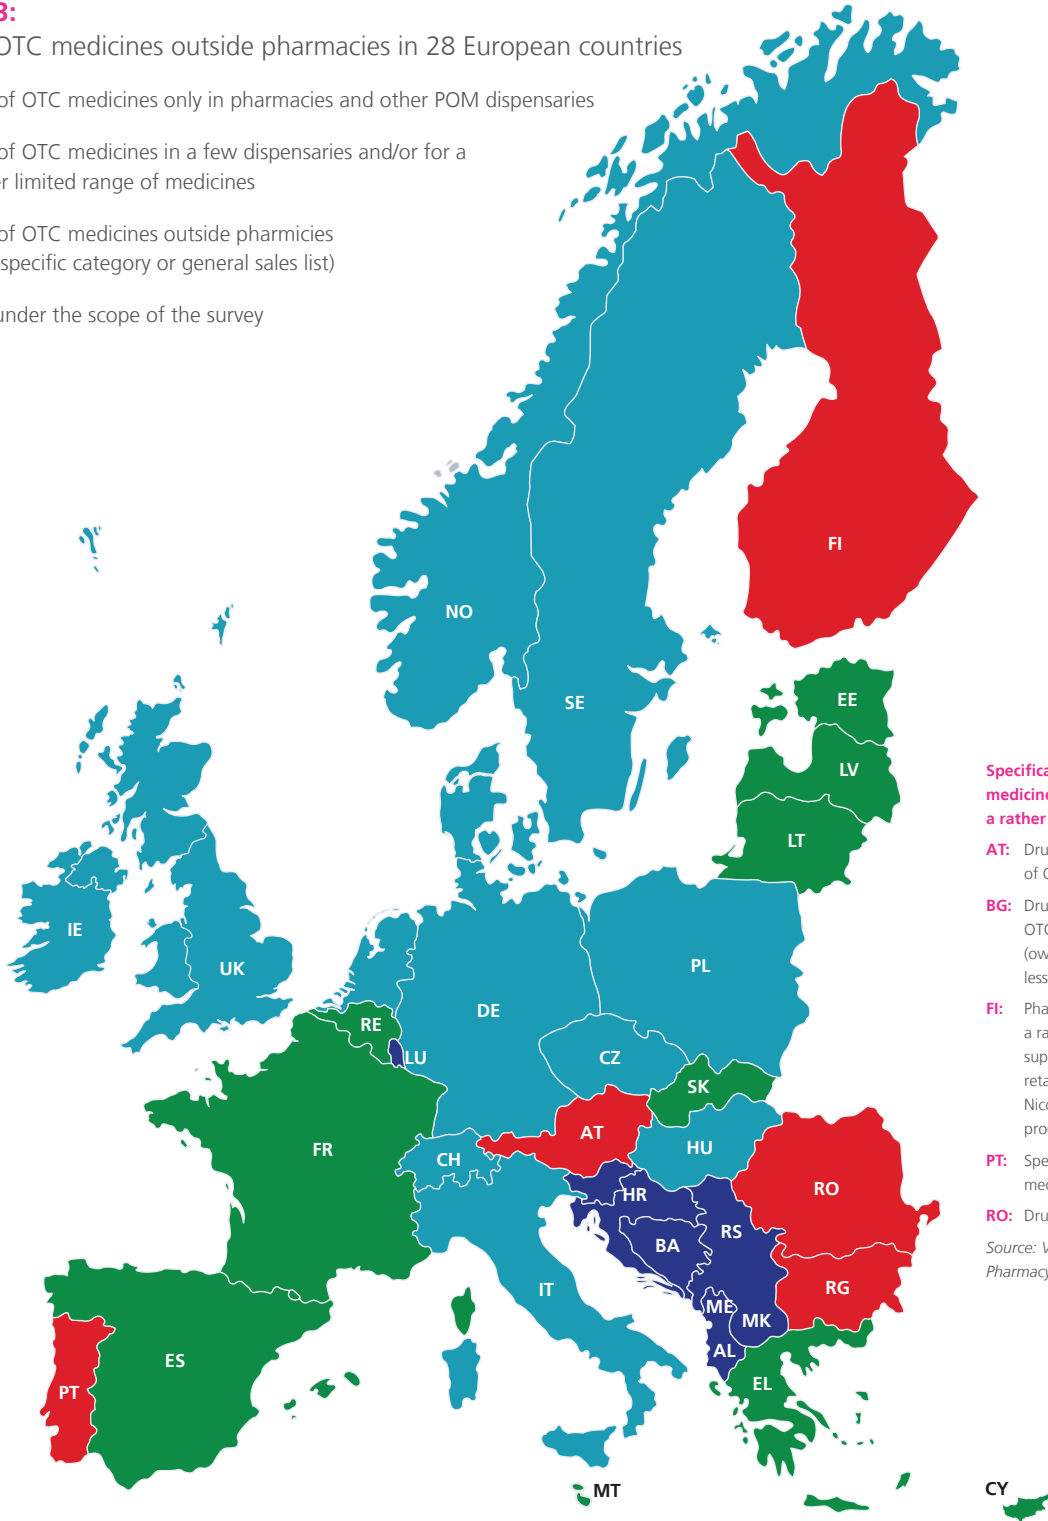 3:
OTC medicines outside pharmacies in 28 European countries
of OTC medicines only in pharmacies and other POM dispensaries
of OTC medicines in a few dispensaries and/or for a
er limited range of medicines
of OTC medicines outside pharmicies
specific category or general sales list)
under the scope of the survey
FI
NO
SE
EE
LV
LT
IE
UK
PL
DE
RE
LU
CZ
SK
AT
HU
FR
CH
RO
HR
RS
BA
IT
RG
ME
MK
AL
ES
PT
EL
MT
CY
Specifica
medicine
a rather
AT: Dru
of C
BG: Dru
OTC
(ow
less
FI: Pha
a ra
sup
reta
Nico
pro
PT: Spe
med
RO: Dru
Source: V
Pharmacy